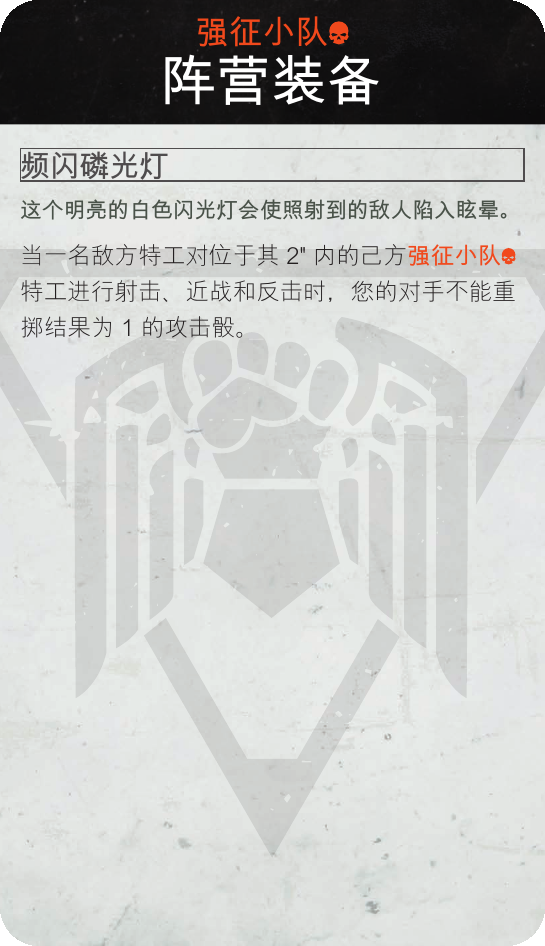 强征小队
阵营装备
频闪磷光灯
这个明亮的白色闪光灯会使照射到的敌人陷入眩晕。
当一名敌方特工对位于其 2" 内的己方强征小队
特工进行射击、近战和反击时，您的对手不能重
掷结果为 1 的攻击骰。